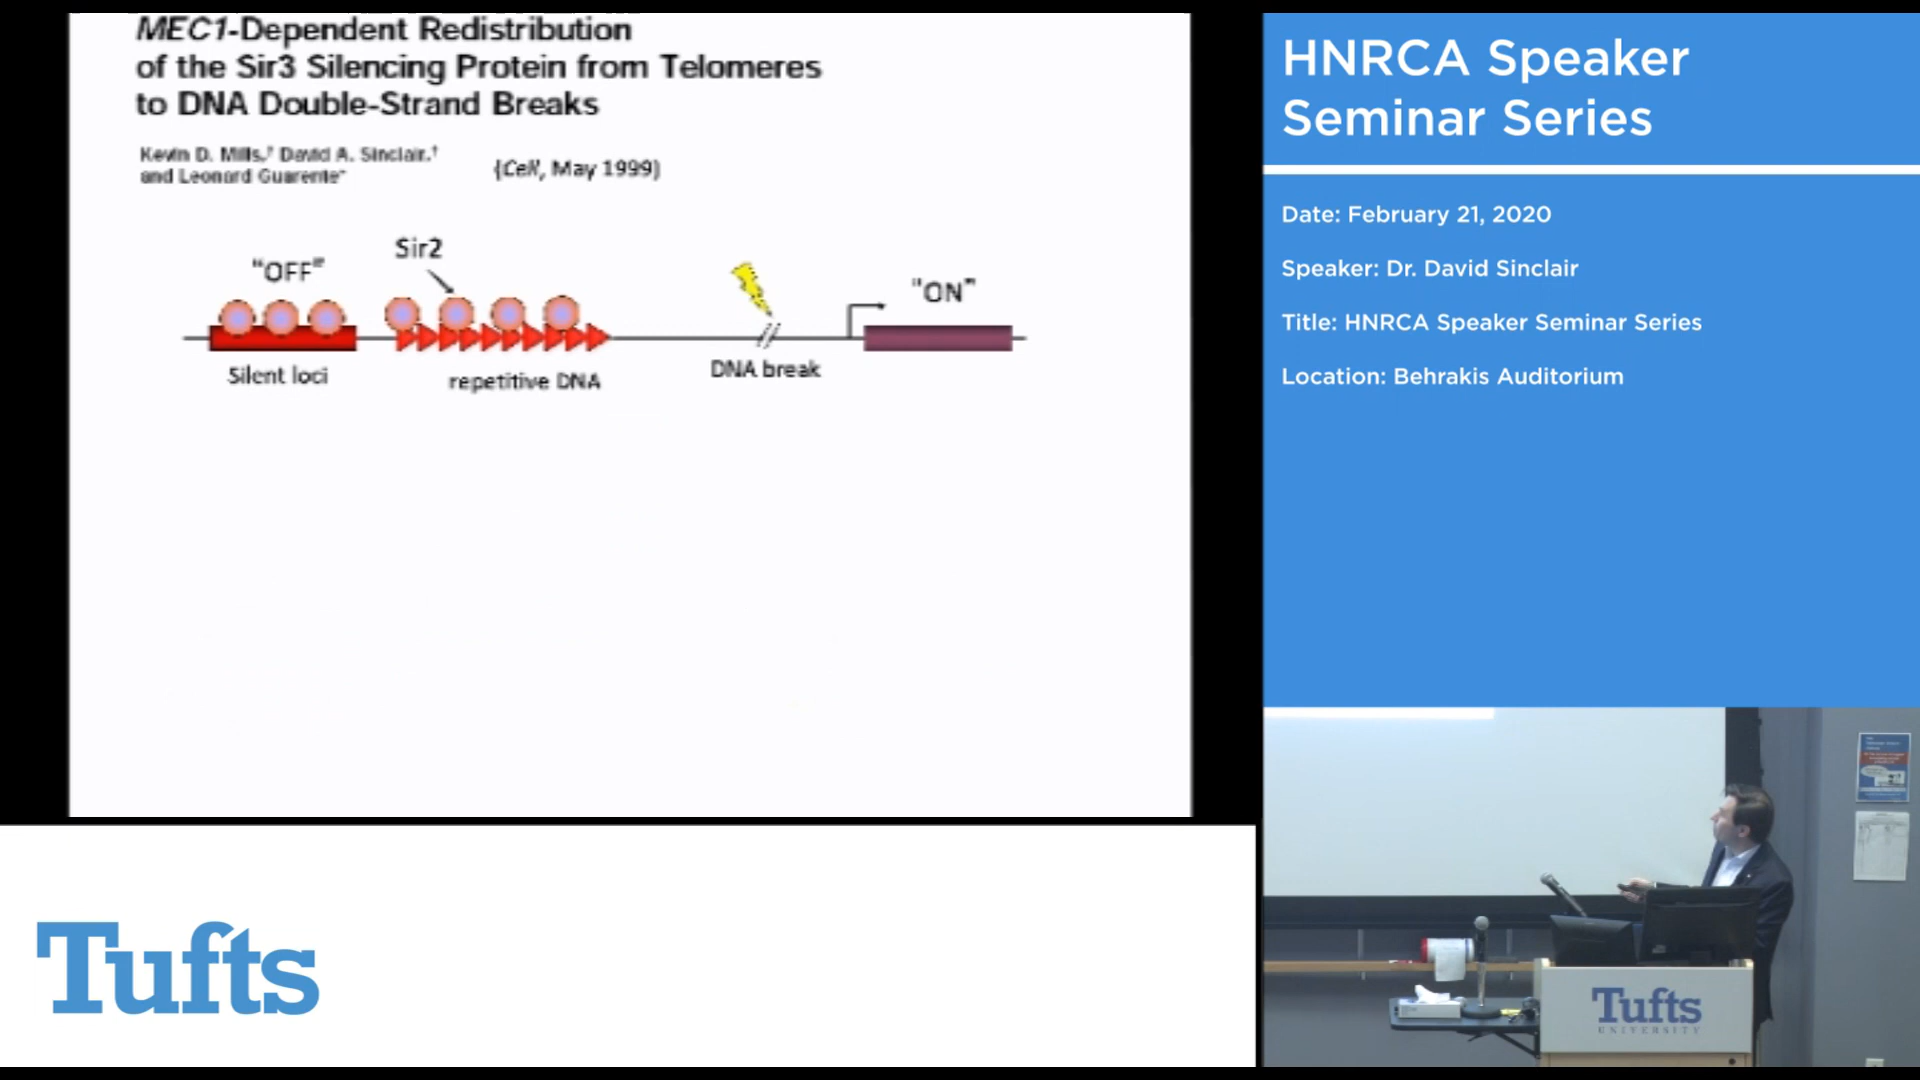 MEC1-Dependent Redistribution
of the Sir3 Silencing Protein from Telomeres
to DNA Double-Strand Breaks
Kevin D. Mills,† David A. Sinclair,†
and Leonard Guarente*
(Cell, May 1999)
Sir2
"OFF"
"ON"
Silent loci
repetitive DNA
DNA break
HNRCA Speaker
Seminar Series
Date: February 21, 2020
Speaker: Dr. David Sinclair
Title: HNRCA Speaker Seminar Series
Location: Behrakis Auditorium
Tufts
Tufts
UNIVERSITY